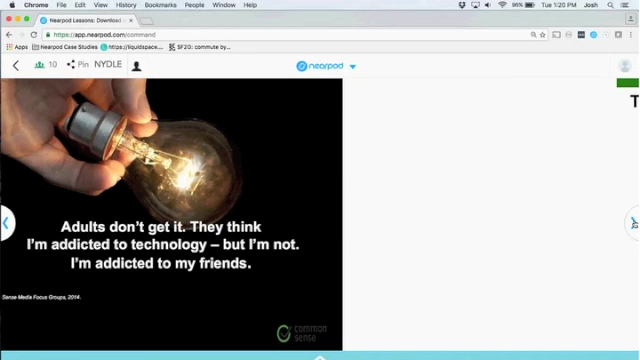 Chrome File Edit View History Bookmarks People Window Help
96% Tue 1:20 PM Josh
Nearpod Lessons: Download
https://app.nearpod.com/command
Apps Nearpod Case Studies https://liquidspace. SF2G: commute by...
10 Pin NYDLE
nearpod
T
Adults don't get it. They think
I'm addicted to technology – but I'm not.
I'm addicted to my friends.
Sense Media Focus Groups, 2014.
common
sense